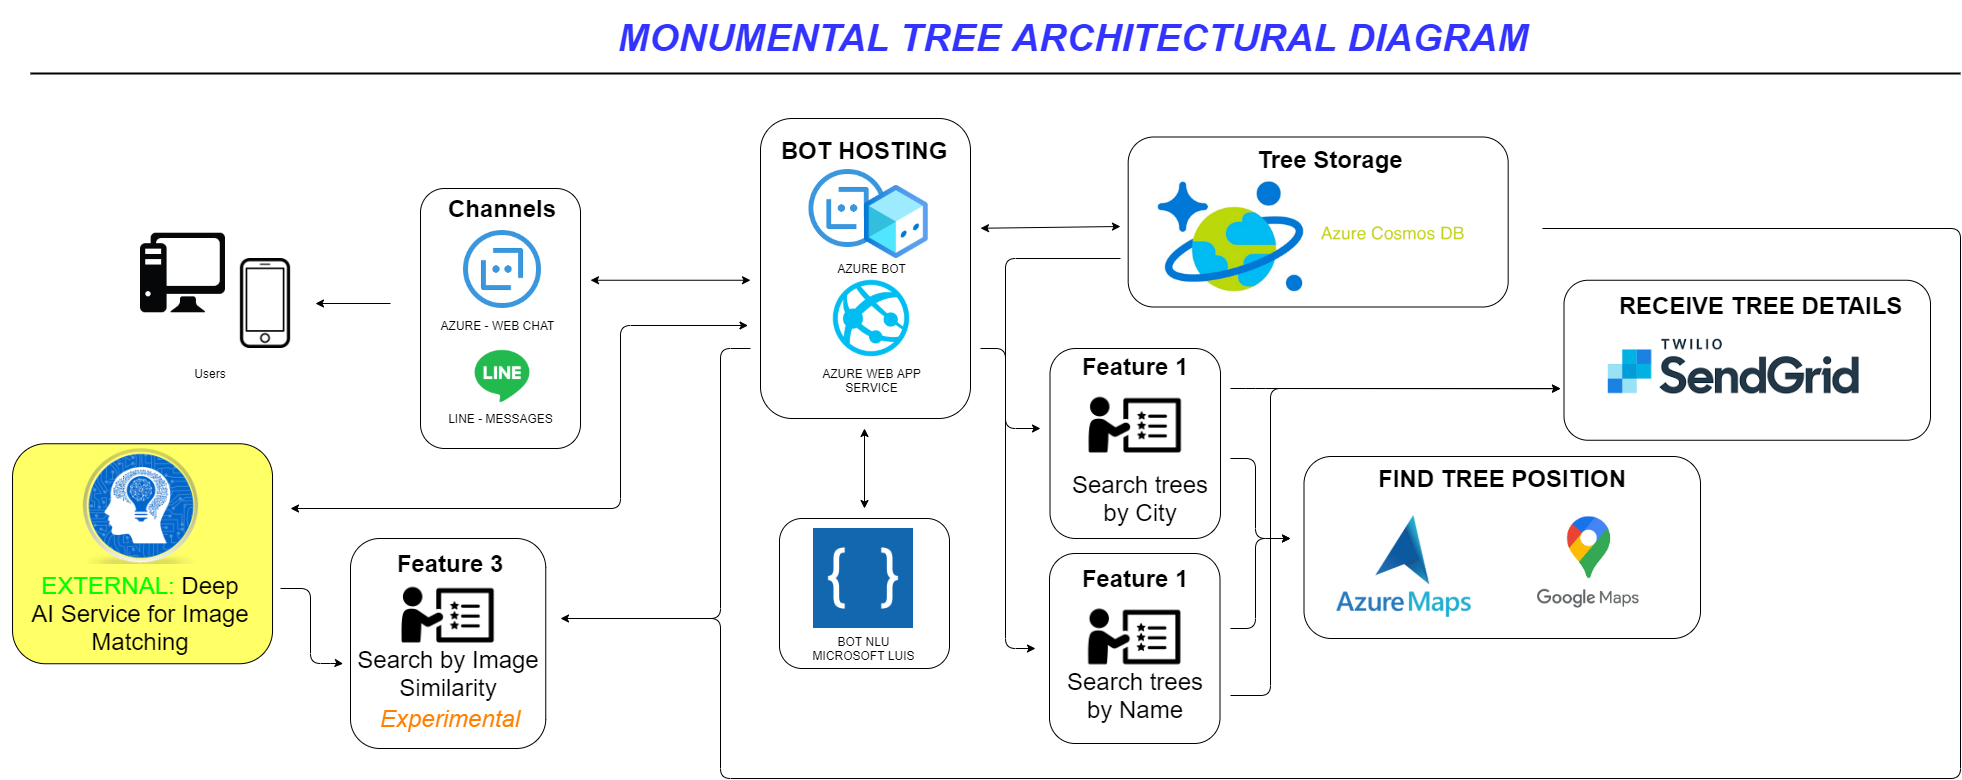 MONUMENTAL TREE ARCHITECTURAL DIAGRAM
Users
Channels
AZURE - WEB CHAT
LINE
LINE - MESSAGES
BOT HOSTING
AZURE BOT
AZURE WEB APP
SERVICE
Tree Storage
Azure Cosmos DB
RECEIVE TREE DETAILS
TWILIO
SendGrid
Feature 1
Search trees
by City
FIND TREE POSITION
Azure Maps
Google Maps
EXTERNAL: Deep
AI Service for Image
Matching
Feature 3
Search by Image
Similarity
Experimental
{ }
BOT NLU
MICROSOFT LUIS
Feature 1
Search trees
by Name